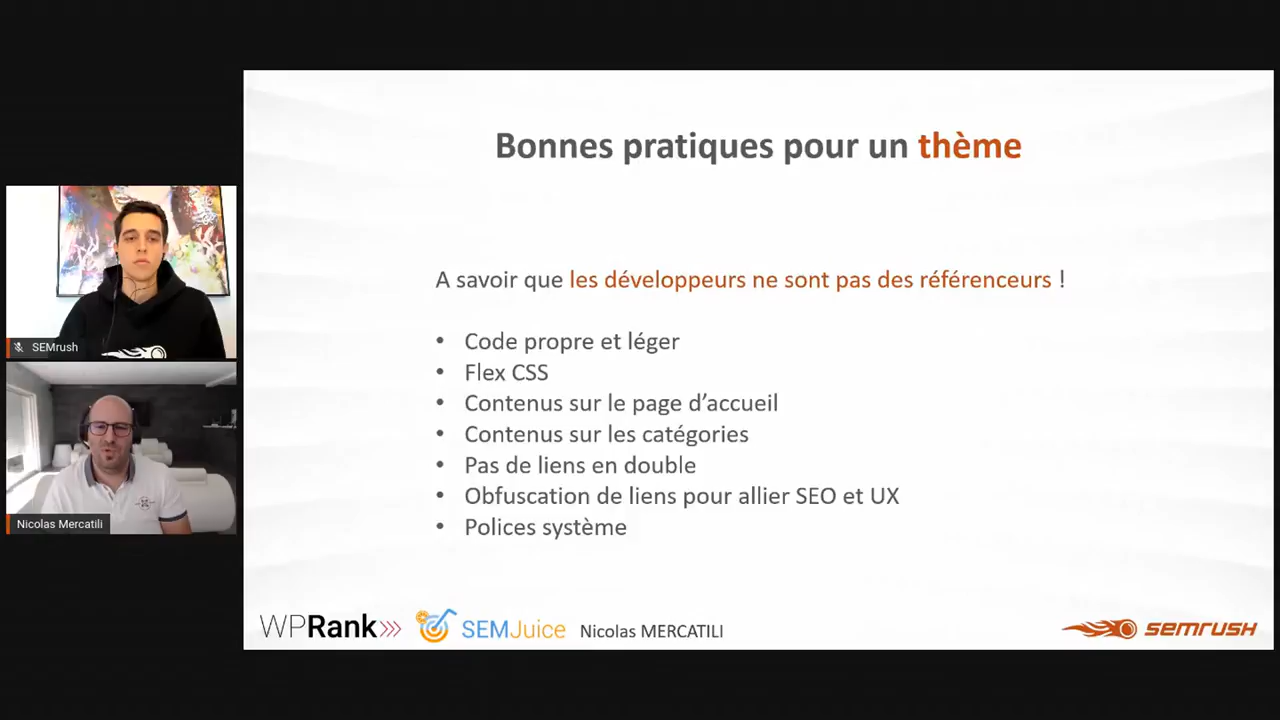 Bonnes pratiques pour un thème
A savoir que les développeurs ne sont pas des référenceurs !
• Code propre et léger
• Flex CSS
• Contenus sur le page d’accueil
• Contenus sur les catégories
• Pas de liens en double
• Obfuscation de liens pour allier SEO et UX
• Polices système
SEMrush
Nicolas Mercatili
WPRank
SEMJuice
Nicolas MERCATILI
semrush